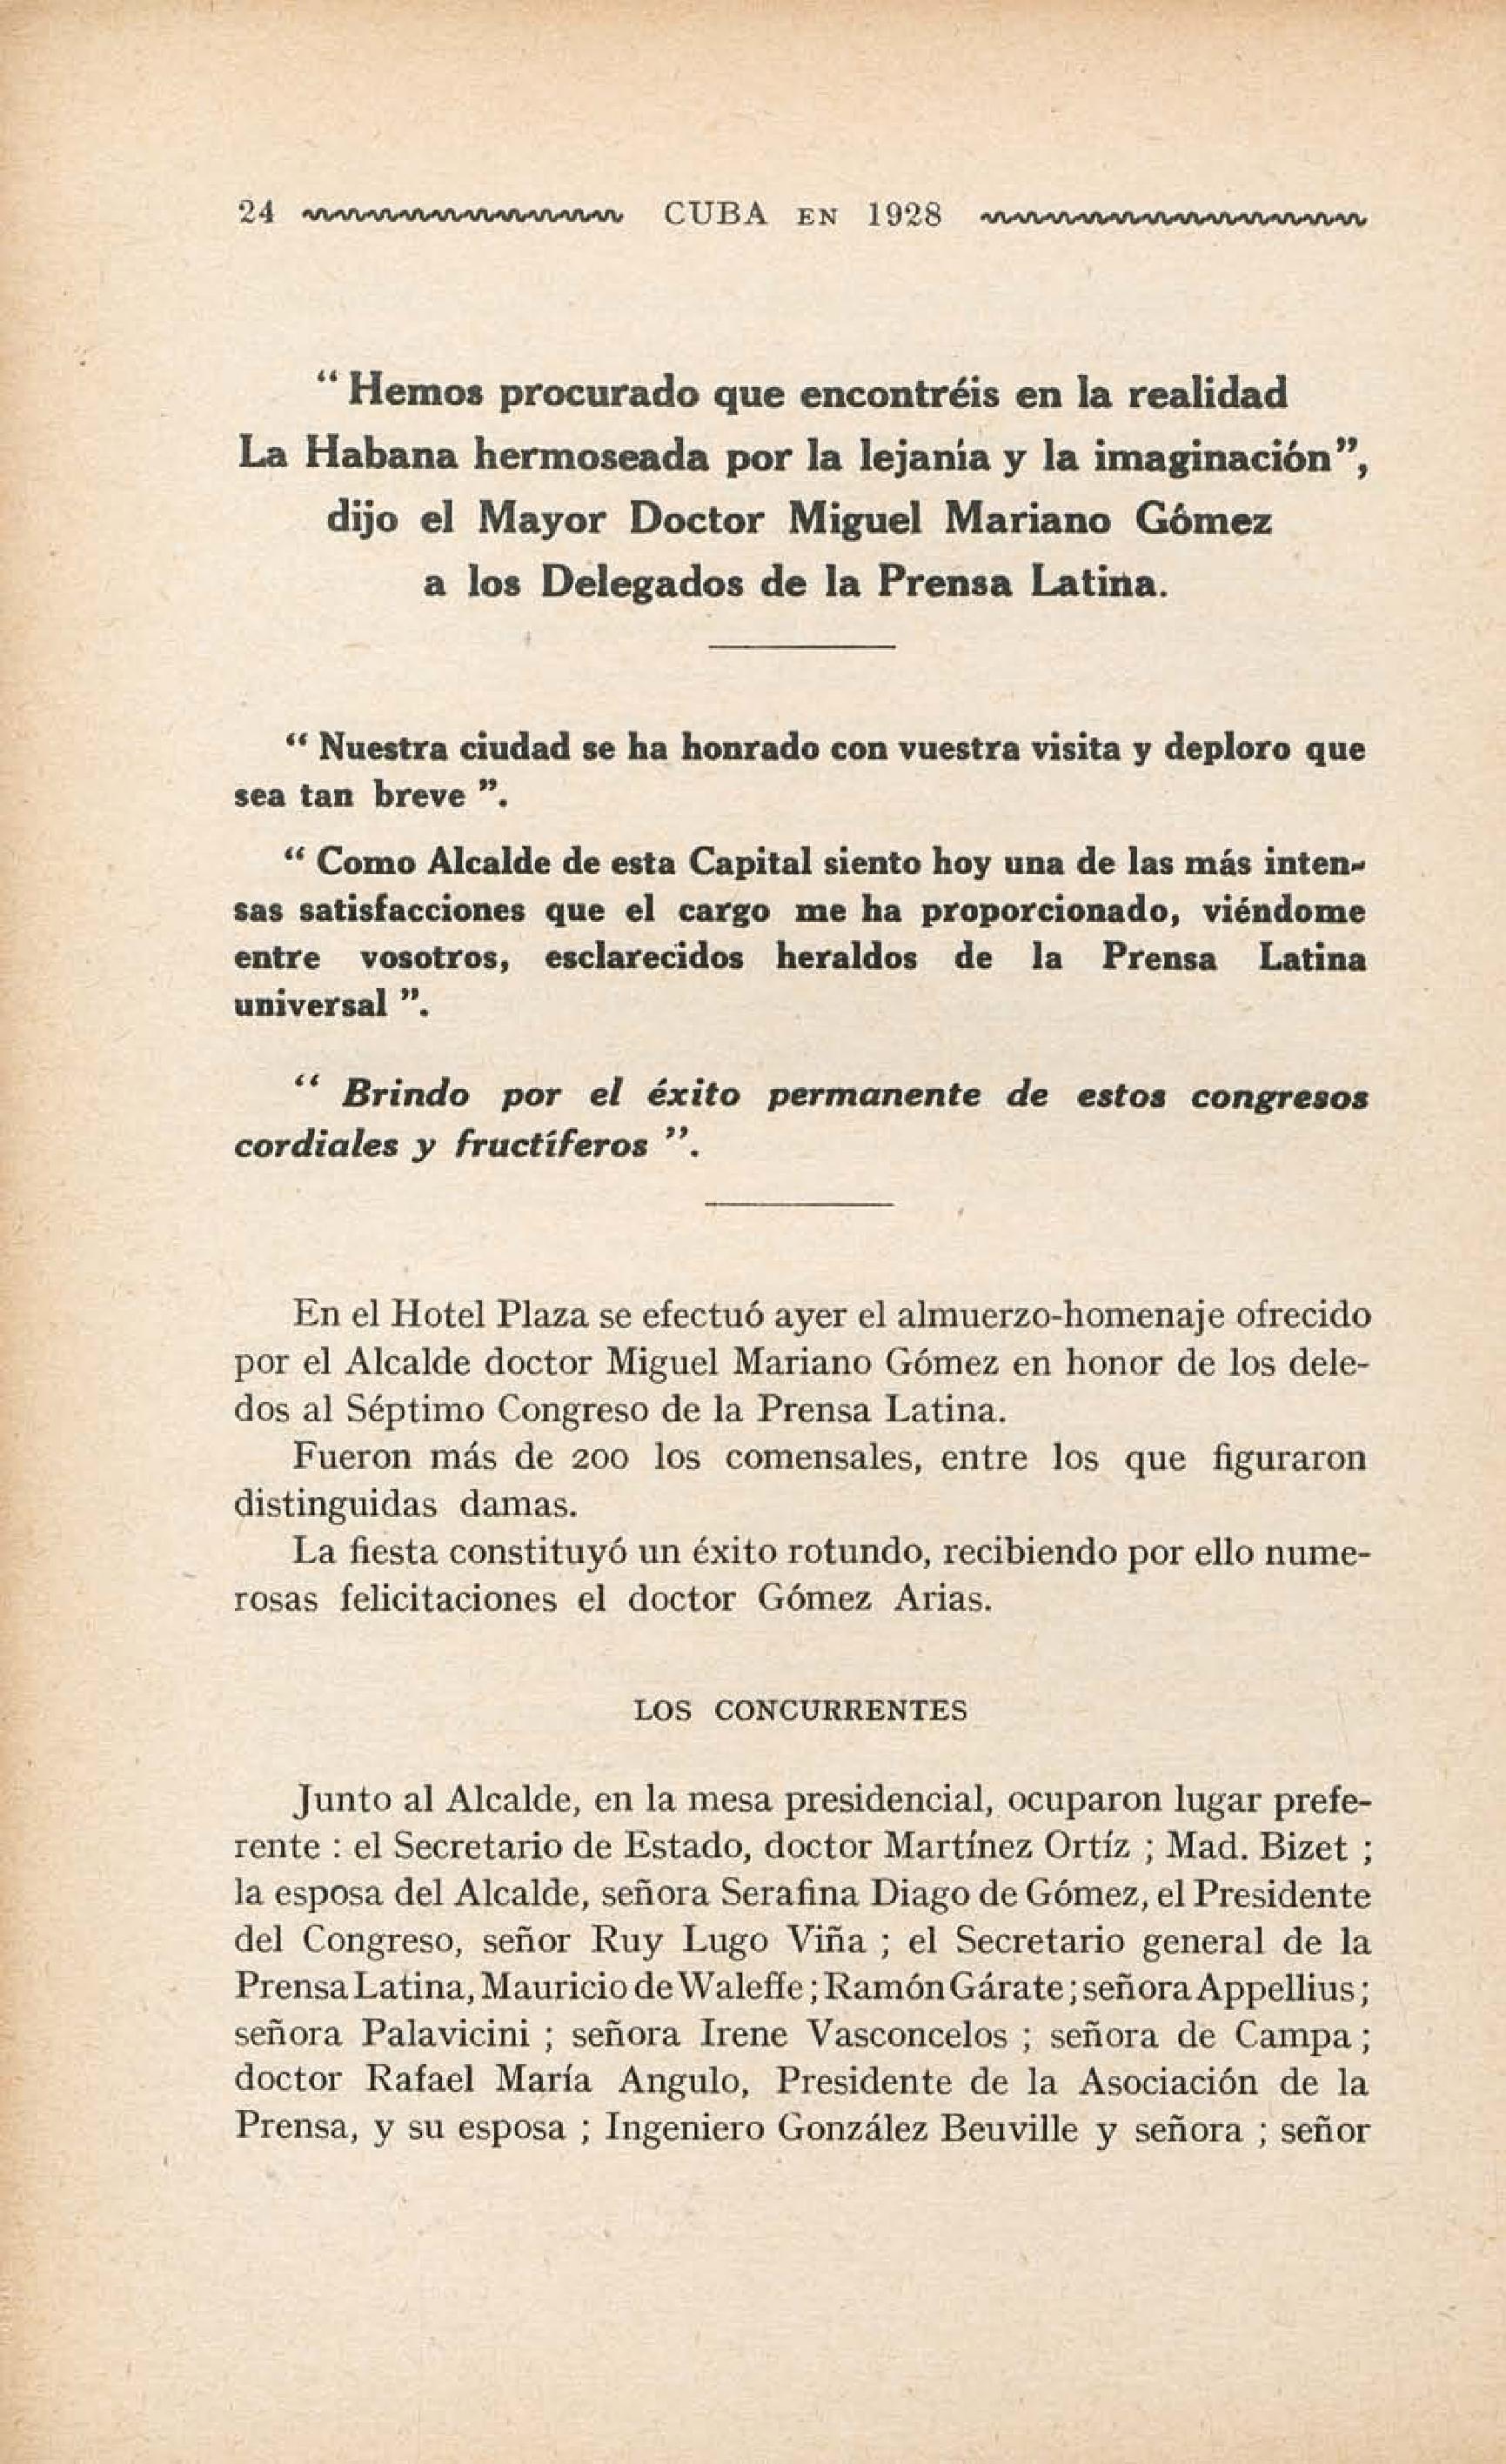 24 CUBA EN 1928
“ Hemos procurado que encontréis en la realidad
La Habana hermoseada por la lejanía y la imaginación”,
dijo el Mayor Doctor Miguel Mariano Gómez
a los Delegados de la Prensa Latina.
“ Nuestra ciudad se ha honrado con vuestra visita y deploro que
sea tan breve ”.
“ Como Alcalde de esta Capital siento hoy una de las más inten-
sas satisfacciones que el cargo me ha proporcionado, viéndome
entre vosotros, esclarecidos heraldos de la Prensa Latina
universal ”.
“ Brindo por el éxito permanente de estos congresos
cordiales y fructíferos ”.
En el Hotel Plaza se efectuó ayer el almuerzo-homenaje ofrecido
por el Alcalde doctor Miguel Mariano Gómez en honor de los dele-
dos al Séptimo Congreso de la Prensa Latina.
Fueron más de 200 los comensales, entre los que figuraron
distinguidas damas.
La fiesta constituyó un éxito rotundo, recibiendo por ello nume-
rosas felicitaciones el doctor Gómez Arias.
LOS CONCURRENTES
Junto al Alcalde, en la mesa presidencial, ocuparon lugar prefe-
rente : el Secretario de Estado, doctor Martínez Ortíz ; Mad. Bizet ;
la esposa del Alcalde, señora Serafina Diago de Gómez, el Presidente
del Congreso, señor Ruy Lugo Viña ; el Secretario general de la
Prensa Latina, Mauricio de Waleffe ; Ramón Gárate ; señora Appellius ;
señora Palavicini ; señora Irene Vasconcelos ; señora de Campa ;
doctor Rafael María Angulo, Presidente de la Asociación de la
Prensa, y su esposa ; Ingeniero González Beuville y señora ; señor